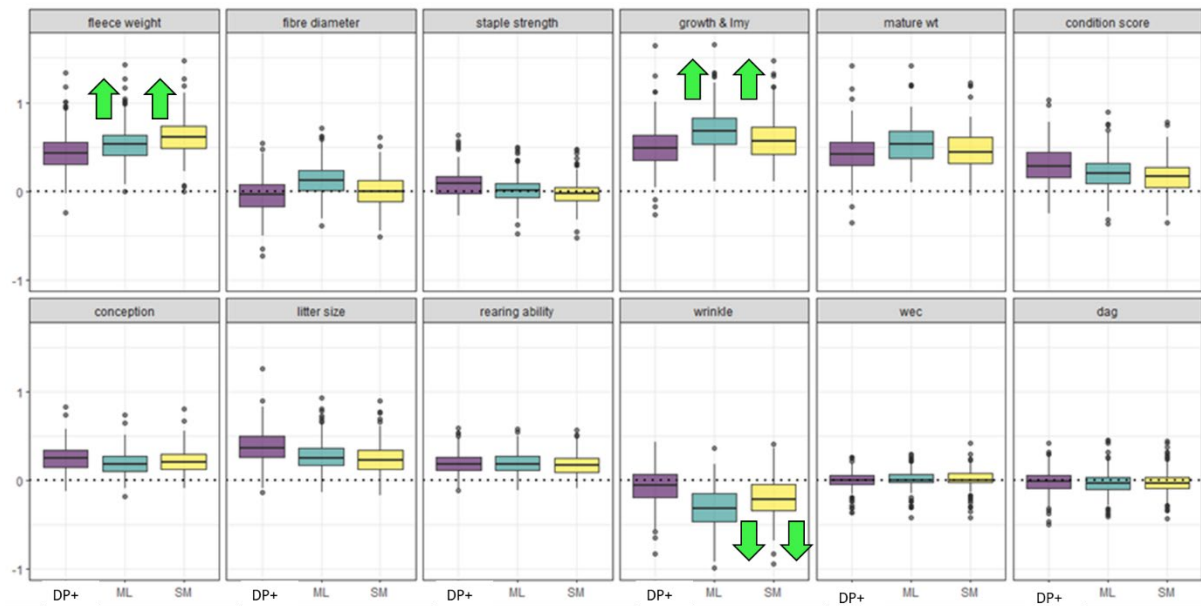 fleece weight
fibre diameter
staple strength
growth & lmy
mature wt
condition score
1
0
-1
conception
litter size
rearing ability
wrinkle
wec
dag
1
0
-1
DP+ ML SM
DP+ ML SM
DP+ ML SM
DP+ ML SM
DP+ ML SM
DP+ ML SM